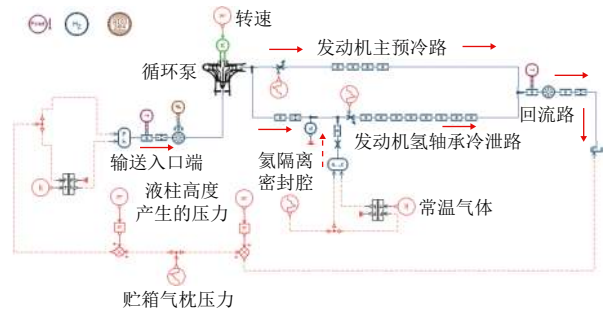 转速
循环泵
发动机主预冷路
回流路
输送入口端
发动机氢轴承冷泄路
氦隔离
密封腔
液柱高度
产生的压力
常温气体
贮箱气枕压力